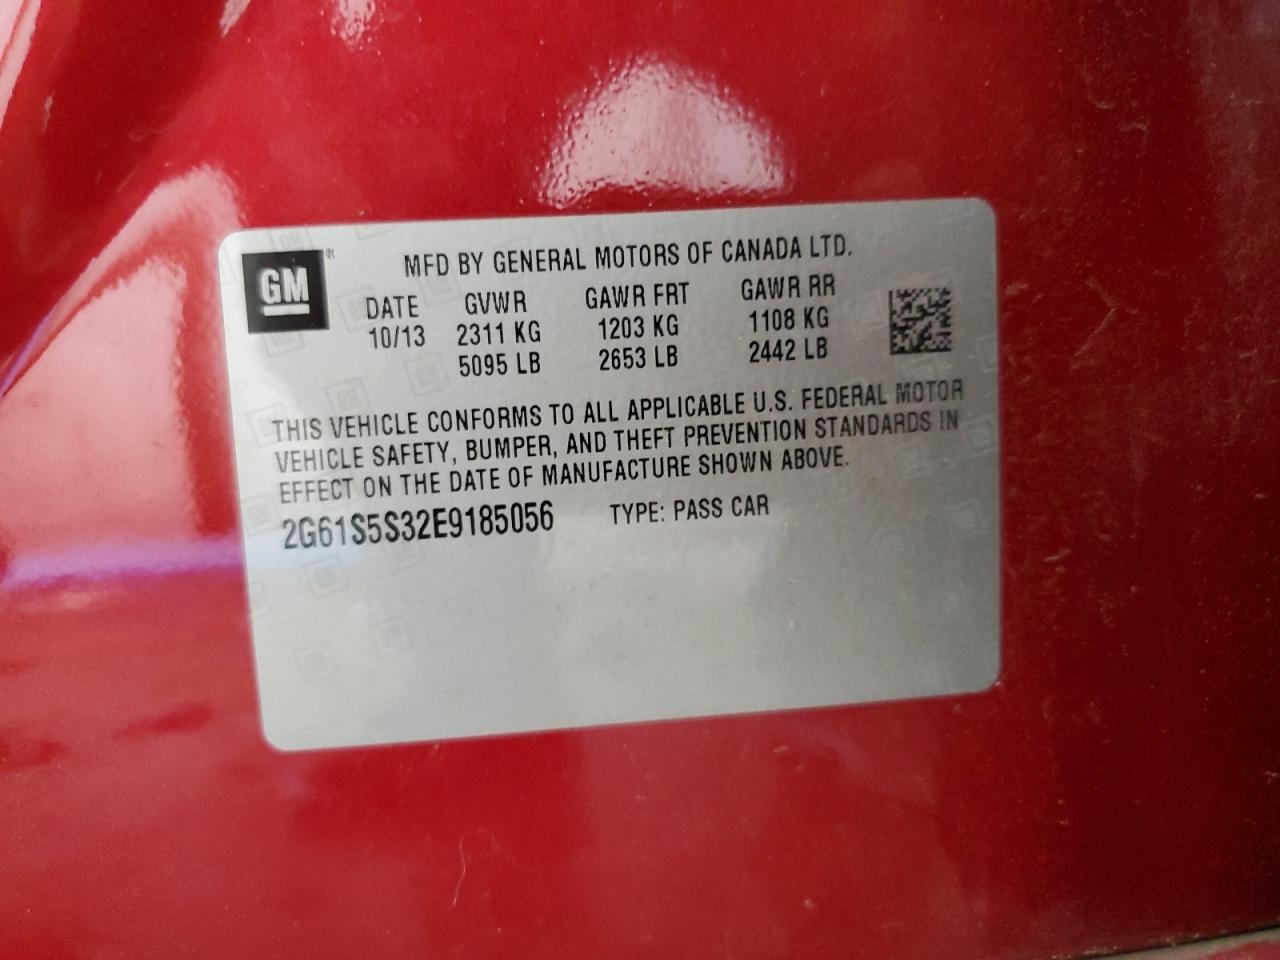 GM®
MFD BY GENERAL MOTORS OF CANADA LTD.
DATE GVWR GAWR FRT GAWR RR
10/13 2311 KG 1203 KG 1108 KG
5095 LB 2653 LB 2442 LB
THIS VEHICLE CONFORMS TO ALL APPLICABLE U.S. FEDERAL MOTOR
VEHICLE SAFETY, BUMPER, AND THEFT PREVENTION STANDARDS IN
EFFECT ON THE DATE OF MANUFACTURE SHOWN ABOVE.
2G61S5S32E9185056 TYPE: PASS CAR